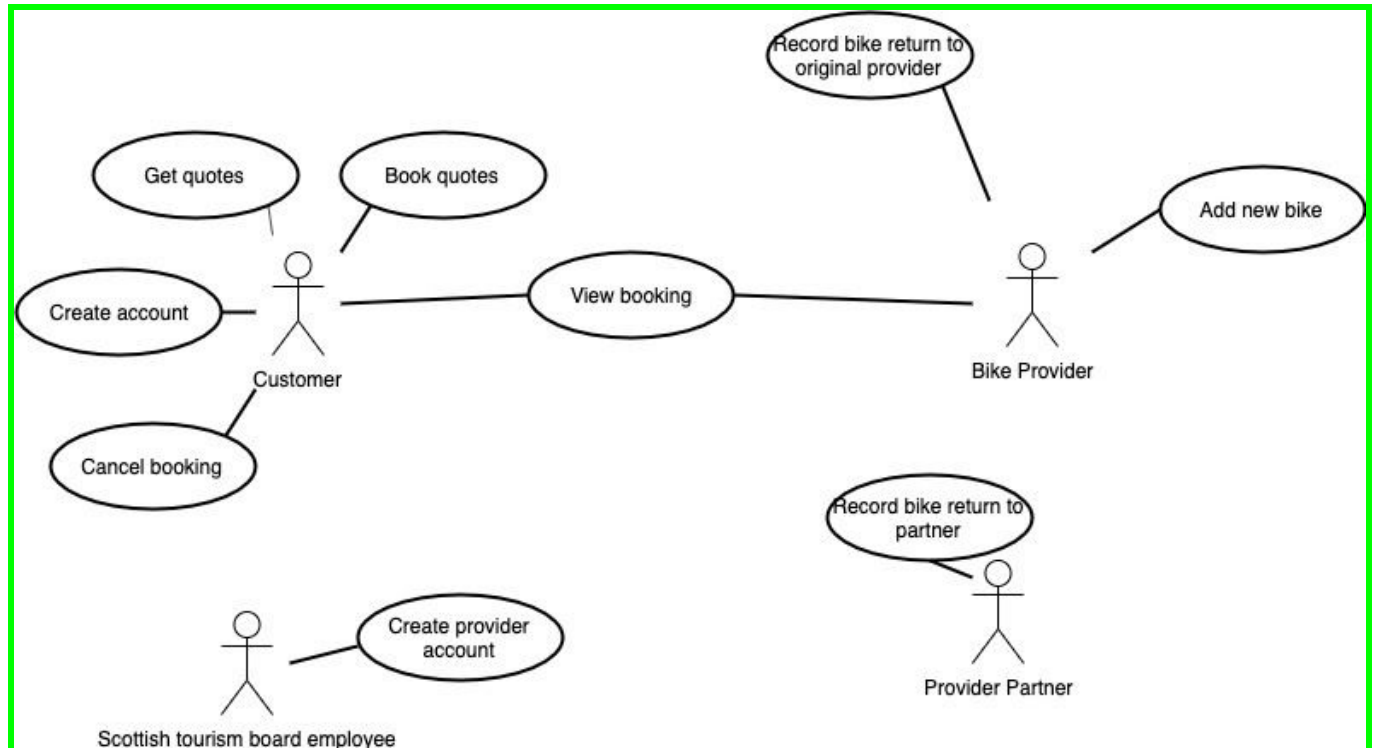 Record bike return to
original provider
Get quotes
Book quotes
Add new bike
View booking
Create account
Customer
Bike Provider
Cancel booking
Record bike return to
partner
Create provider
account
Provider Partner
Scottish tourism board employee